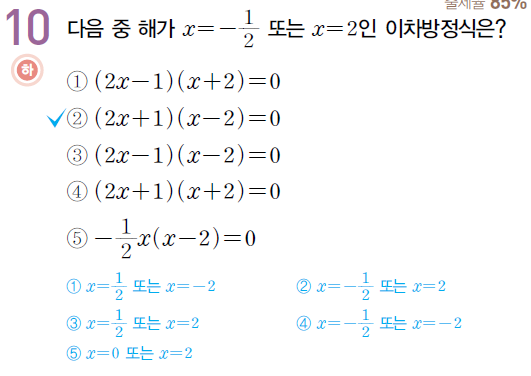 출제율 85%
10 다음 중 해가 x=-1/2 또는 x=2인 이차방정식은?
하
① (2x-1)(x+2)=0
② (2x+1)(x-2)=0
③ (2x-1)(x-2)=0
④ (2x+1)(x+2)=0
⑤ -1/2x(x-2)=0
① x=1/2 또는 x=-2 ② x=-1/2 또는 x=2
③ x=1/2 또는 x=2 ④ x=-1/2 또는 x=-2
⑤ x=0 또는 x=2